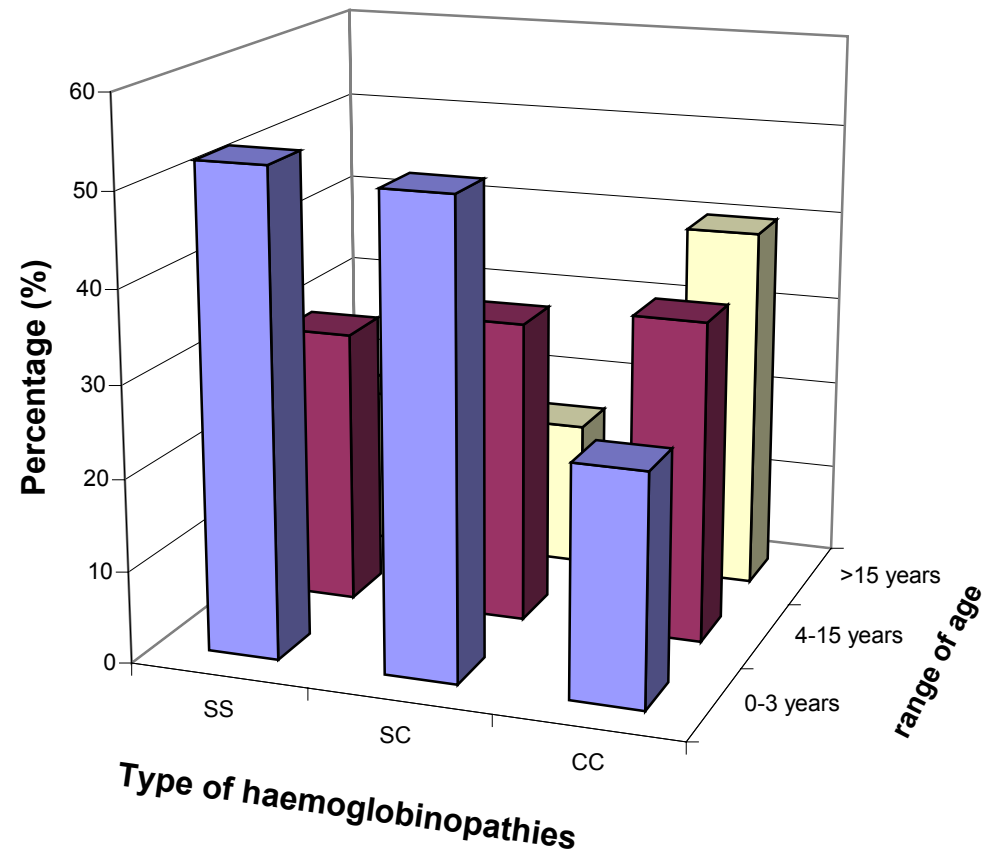 60
50
40
30
20
10
0
Percentage (%)
SS
SC
CC
Type of haemoglobinopathies
0-3 years
4-15 years
>15 years
range of age